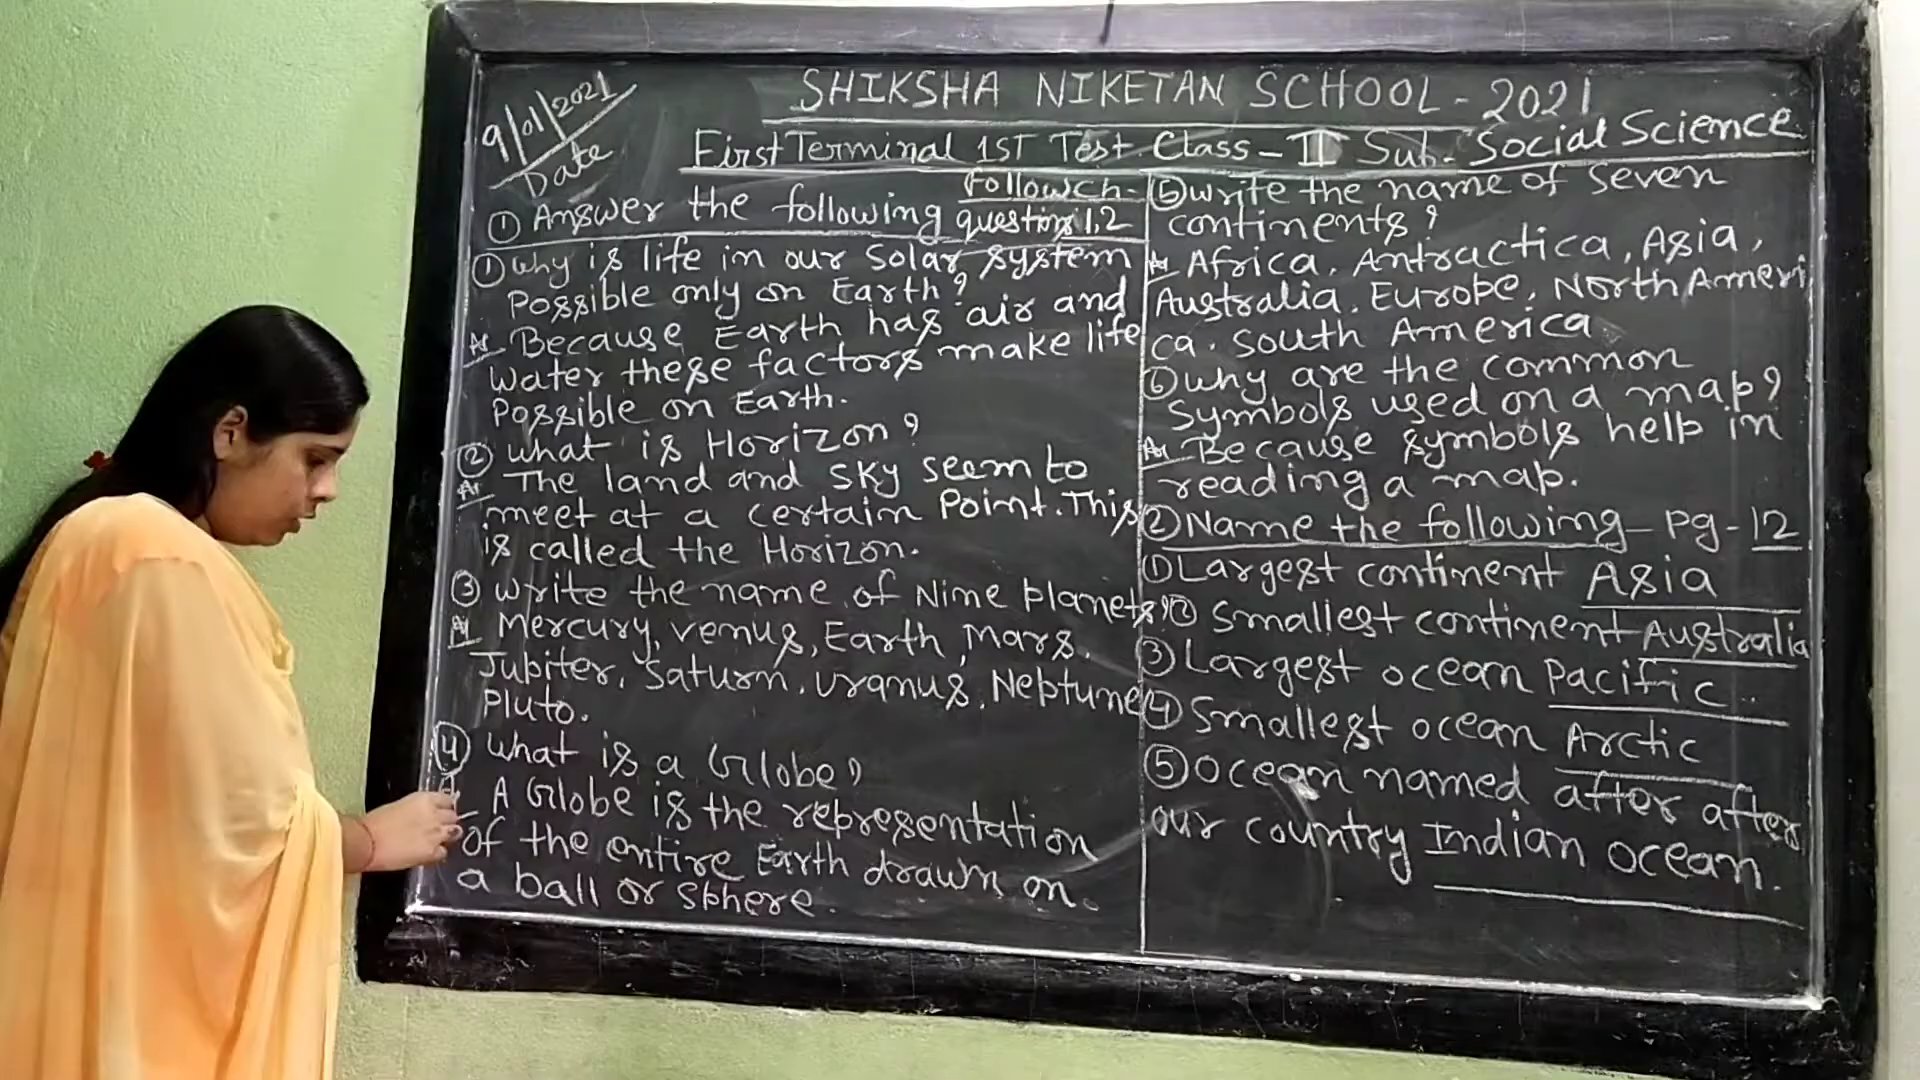 9/01/2021
Date
SHIKSHA NIKETAN SCHOOL - 2021
First Terminal 1ST Test Class - II Sub - Social Science
Follow ch-
① Answer the following questions 1,2
① Why is life in our Solar system
Possible only on Earth?
As Because Earth has air and
Water these factors make life
Possible on Earth.
② What is Horizon?
As The land and sky seem to
meet at a certain Point. This
is called the Horizon.
③ Write the name of Nine planets?
As Mercury, Venus, Earth, Mars.
Jupiter, Saturn, Uranus, Neptune
Pluto.
④ What is a Globe?
A Globe is the representation
of the entire Earth drawn on
a ball or sphere.
⑤ Write the name of seven
continents?
As Africa, Antractica, Asia,
Australia, Europe, North Ameri
ca. South America.
⑥ Why are the common
Symbols used on a map?
As Because symbols help in
reading a map.
② Name the following - Pg - 12
① Largest continent Asia
② Smallest continent Australia
③ Largest ocean Pacific
④ Smallest ocean Arctic
⑤ Ocean named after after
our country Indian ocean.